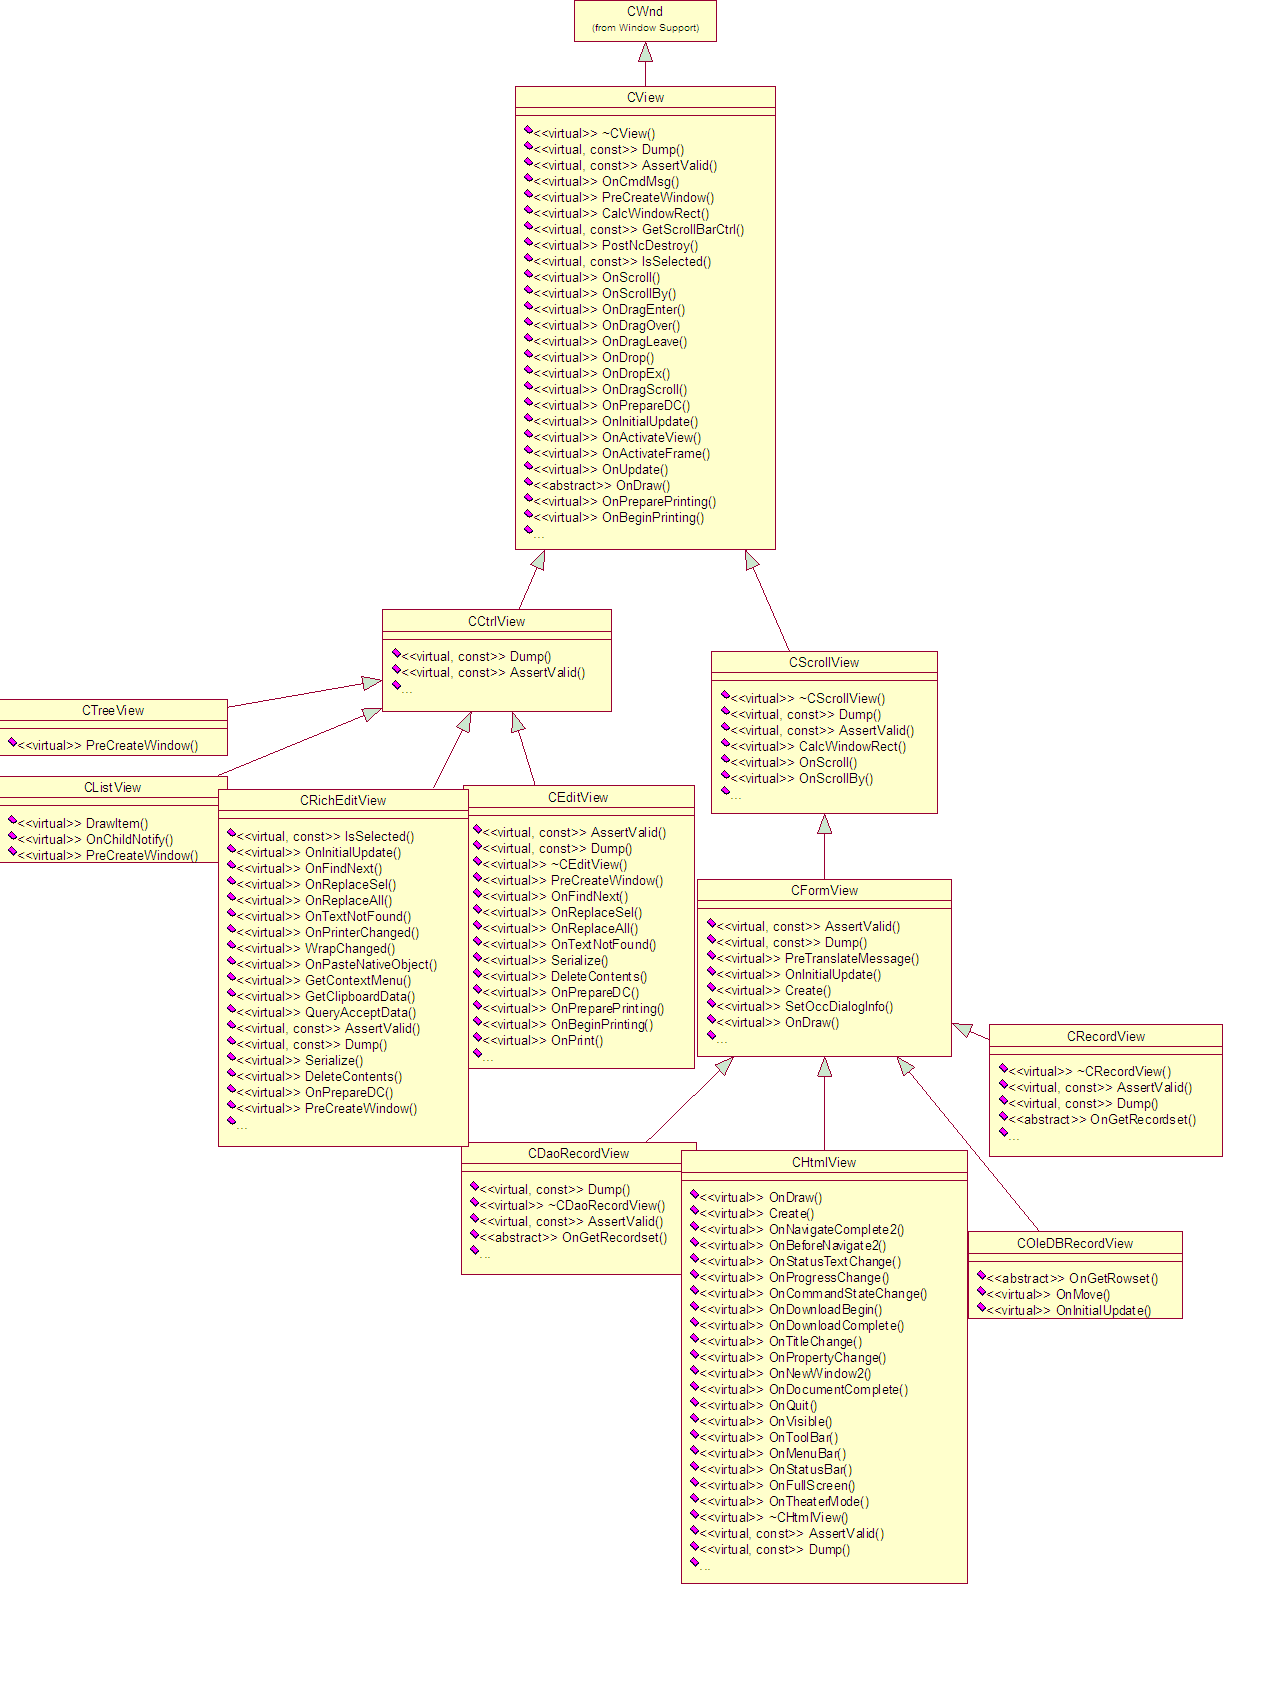 CWnd
(from Window Support)
CView
<<virtual>> ~CView()
<<virtual, const>> Dump()
<<virtual, const>> AssertValid()
<<virtual>> OnCmdMsg()
<<virtual>> PreCreateWindow()
<<virtual>> CalcWindowRect()
<<virtual, const>> GetScrollBarCtrl()
<<virtual>> PostNcDestroy()
<<virtual, const>> IsSelected()
<<virtual>> OnScroll()
<<virtual>> OnScrollBy()
<<virtual>> OnDragEnter()
<<virtual>> OnDragOver()
<<virtual>> OnDragLeave()
<<virtual>> OnDrop()
<<virtual>> OnDropEx()
<<virtual>> OnDragScroll()
<<virtual>> OnPrepareDC()
<<virtual>> OnInitialUpdate()
<<virtual>> OnActivateView()
<<virtual>> OnActivateFrame()
<<virtual>> OnUpdate()
<<abstract>> OnDraw()
<<virtual>> OnPreparePrinting()
<<virtual>> OnBeginPrinting()
...
CCtrlView
<<virtual, const>> Dump()
<<virtual, const>> AssertValid()
...
CScrollView
<<virtual>> ~CScrollView()
<<virtual, const>> Dump()
<<virtual, const>> AssertValid()
<<virtual>> CalcWindowRect()
<<virtual>> OnScroll()
<<virtual>> OnScrollBy()
...
CTreeView
<<virtual>> PreCreateWindow()
CListView
<<virtual>> DrawItem()
<<virtual>> OnChildNotify()
<<virtual>> PreCreateWindow()
CRichEditView
<<virtual, const>> IsSelected()
<<virtual>> OnInitialUpdate()
<<virtual>> OnFindNext()
<<virtual>> OnReplaceSel()
<<virtual>> OnReplaceAll()
<<virtual>> OnTextNotFound()
<<virtual>> OnPrinterChanged()
<<virtual>> WrapChanged()
<<virtual>> OnPasteNativeObject()
<<virtual>> GetContextMenu()
<<virtual>> GetClipboardData()
<<virtual>> QueryAcceptData()
<<virtual, const>> AssertValid()
<<virtual, const>> Dump()
<<virtual>> Serialize()
<<virtual>> DeleteContents()
<<virtual>> OnPrepareDC()
<<virtual>> PreCreateWindow()
...
CEditView
<<virtual, const>> AssertValid()
<<virtual, const>> Dump()
<<virtual>> ~CEditView()
<<virtual>> PreCreateWindow()
<<virtual>> OnFindNext()
<<virtual>> OnReplaceSel()
<<virtual>> OnReplaceAll()
<<virtual>> OnTextNotFound()
<<virtual>> Serialize()
<<virtual>> DeleteContents()
<<virtual>> OnPrepareDC()
<<virtual>> OnPreparePrinting()
<<virtual>> OnBeginPrinting()
<<virtual>> OnPrint()
...
CFormView
<<virtual, const>> AssertValid()
<<virtual, const>> Dump()
<<virtual>> PreTranslateMessage()
<<virtual>> OnInitialUpdate()
<<virtual>> Create()
<<virtual>> SetOccDialogInfo()
<<virtual>> OnDraw()
...
CRecordView
<<virtual>> ~CRecordView()
<<virtual, const>> AssertValid()
<<virtual, const>> Dump()
<<abstract>> OnGetRecordset()
...
CDaoRecordView
<<virtual, const>> Dump()
<<virtual>> ~CDaoRecordView()
<<virtual, const>> AssertValid()
<<abstract>> OnGetRecordset()
...
CHtmlView
<<virtual>> OnDraw()
<<virtual>> Create()
<<virtual>> OnNavigateComplete2()
<<virtual>> OnBeforeNavigate2()
<<virtual>> OnStatusTextChange()
<<virtual>> OnProgressChange()
<<virtual>> OnCommandStateChange()
<<virtual>> OnDownloadBegin()
<<virtual>> OnDownloadComplete()
<<virtual>> OnTitleChange()
<<virtual>> OnPropertyChange()
<<virtual>> OnNewWindow2()
<<virtual>> OnDocumentComplete()
<<virtual>> OnQuit()
<<virtual>> OnVisible()
<<virtual>> OnToolBar()
<<virtual>> OnMenuBar()
<<virtual>> OnStatusBar()
<<virtual>> OnFullScreen()
<<virtual>> OnTheaterMode()
<<virtual>> ~CHtmlView()
<<virtual, const>> AssertValid()
<<virtual, const>> Dump()
...
COleDBRecordView
<<abstract>> OnGetRowset()
<<virtual>> OnMove()
<<virtual>> OnInitialUpdate()